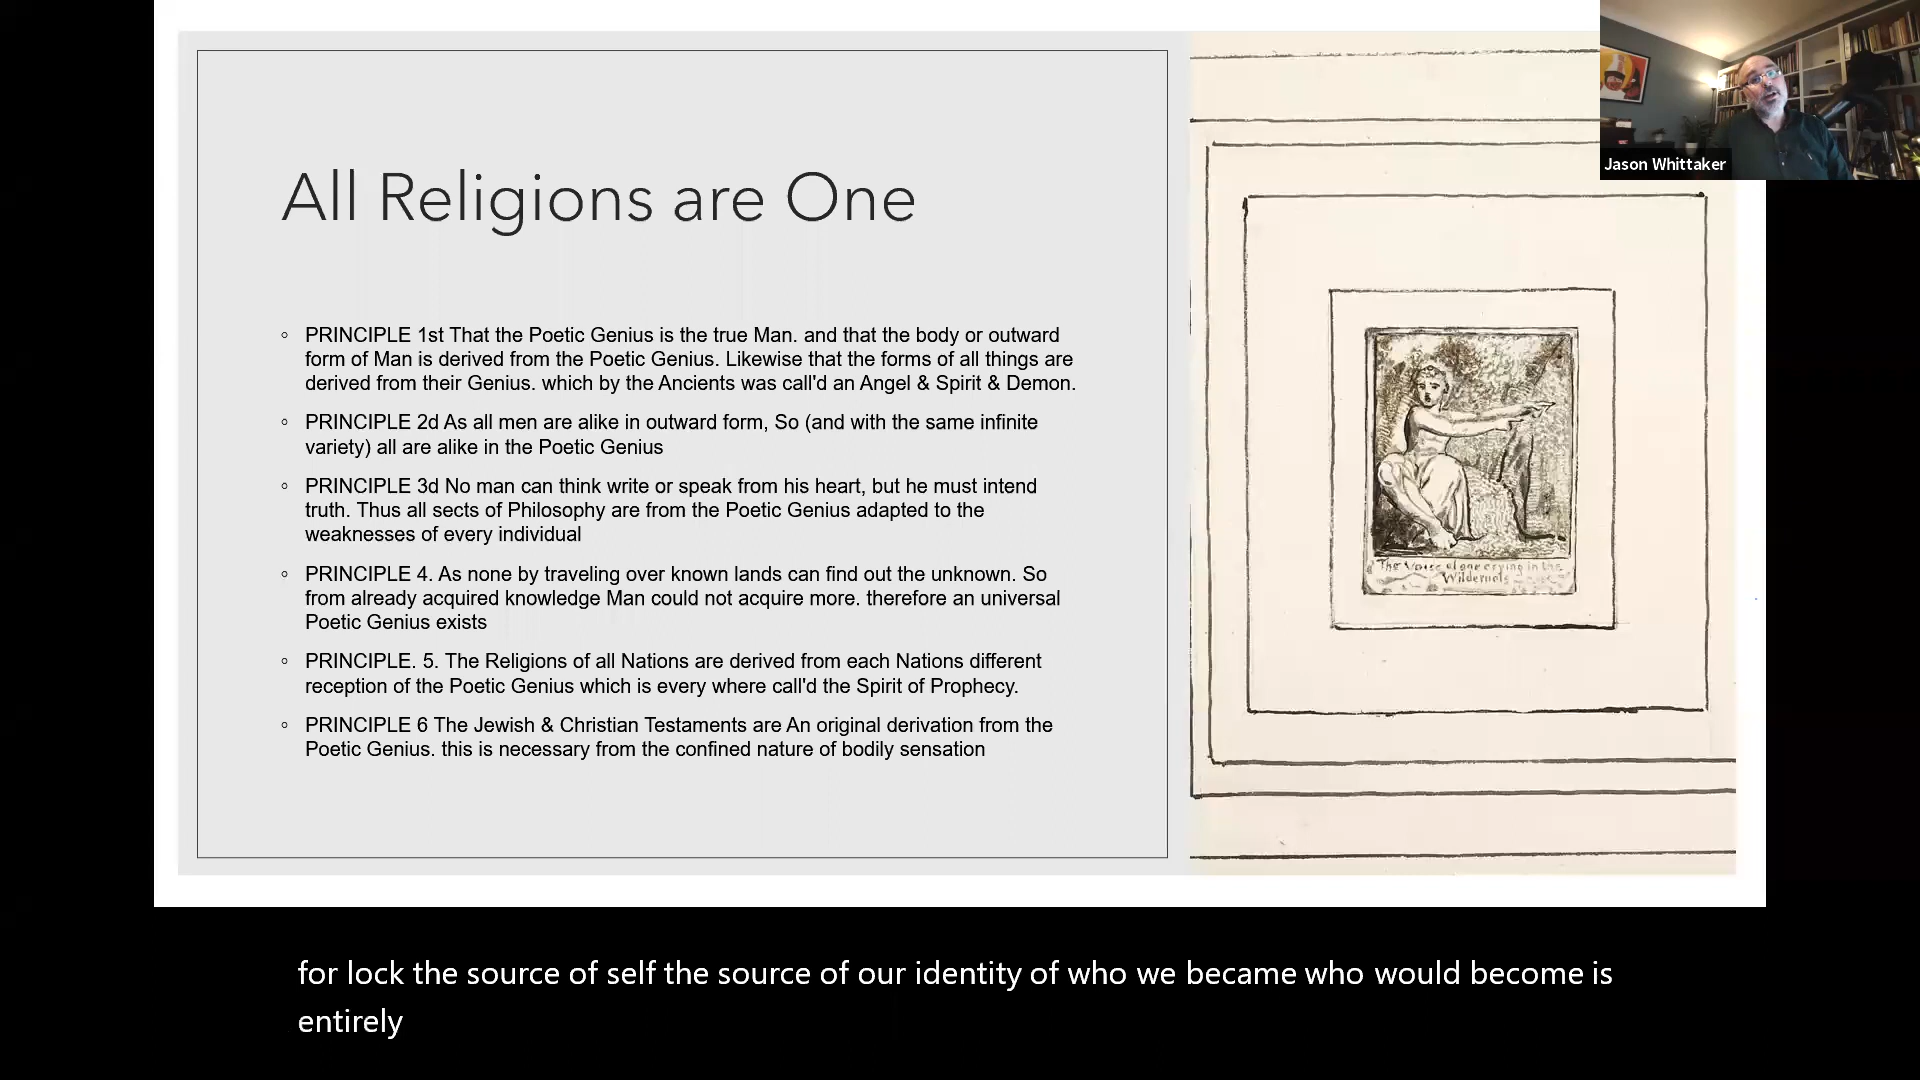 All Religions are One
PRINCIPLE 1st That the Poetic Genius is the true Man. and that the body or outward
form of Man is derived from the Poetic Genius. Likewise that the forms of all things are
derived from their Genius. which by the Ancients was call'd an Angel & Spirit & Demon.
PRINCIPLE 2d As all men are alike in outward form, So (and with the same infinite
variety) all are alike in the Poetic Genius
PRINCIPLE 3d No man can think write or speak from his heart, but he must intend
truth. Thus all sects of Philosophy are from the Poetic Genius adapted to the
weaknesses of every individual
PRINCIPLE 4. As none by traveling over known lands can find out the unknown. So
from already acquired knowledge Man could not acquire more. therefore an universal
Poetic Genius exists
PRINCIPLE. 5. The Religions of all Nations are derived from each Nations different
reception of the Poetic Genius which is every where call'd the Spirit of Prophecy.
PRINCIPLE 6 The Jewish & Christian Testaments are An original derivation from the
Poetic Genius. this is necessary from the confined nature of bodily sensation
The Voice of one crying in the
Wilderness
Jason Whittaker
for lock the source of self the source of our identity of who we became who would become is
entirely